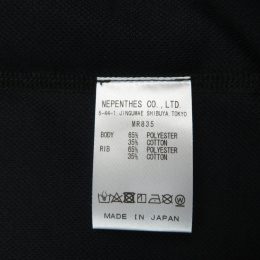 NEPENTHES CO., LTD.
5-44-1 JINGUMAE SHIBUYA TOKYO
MR835
BODY 65% POLYESTER
35% COTTON
RIB 65% POLYESTER
35% COTTON
MADE IN JAPAN